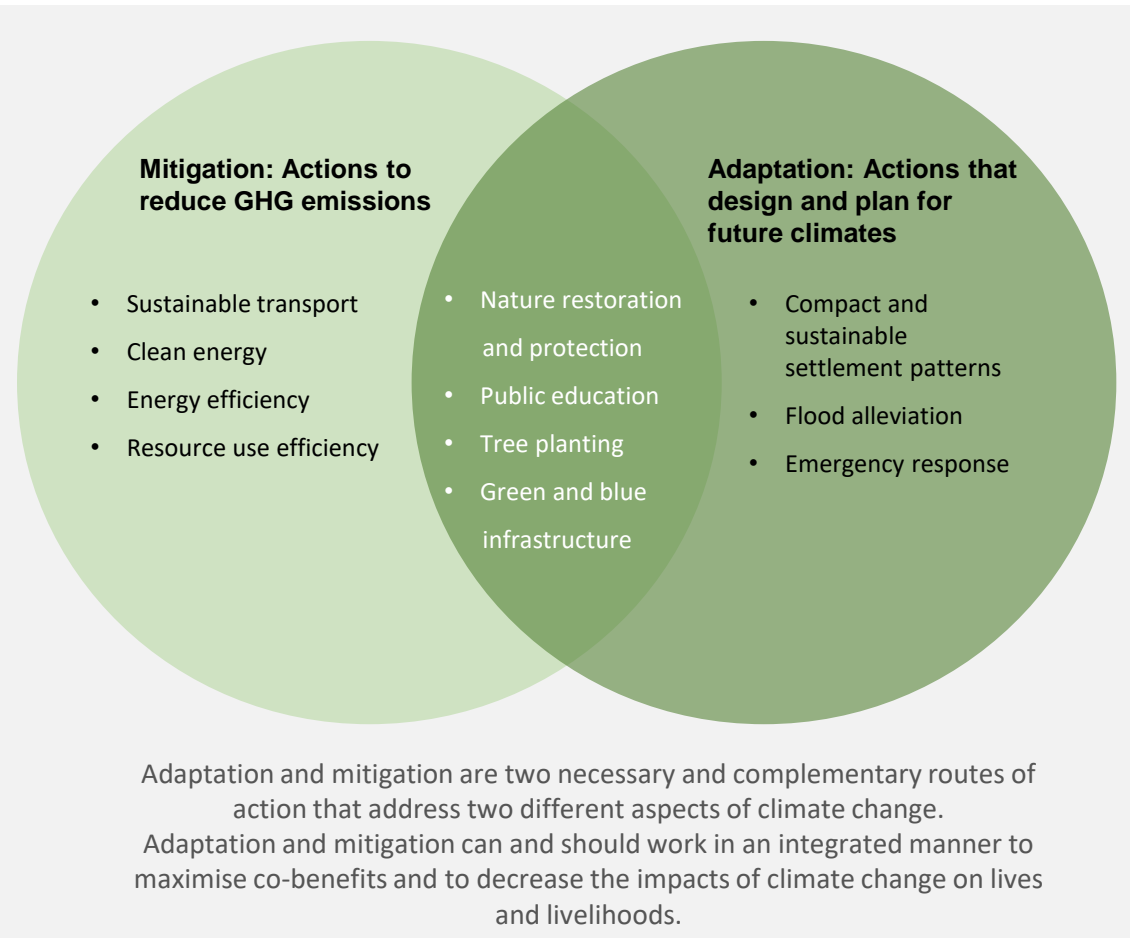 Mitigation: Actions to
reduce GHG emissions
• Sustainable transport
• Clean energy
• Energy efficiency
• Resource use efficiency
• Nature restoration
and protection
• Public education
• Tree planting
• Green and blue
infrastructure
Adaptation: Actions that
design and plan for
future climates
• Compact and
sustainable
settlement patterns
• Flood alleviation
• Emergency response
Adaptation and mitigation are two necessary and complementary routes of
action that address two different aspects of climate change.
Adaptation and mitigation can and should work in an integrated manner to
maximise co-benefits and to decrease the impacts of climate change on lives
and livelihoods.